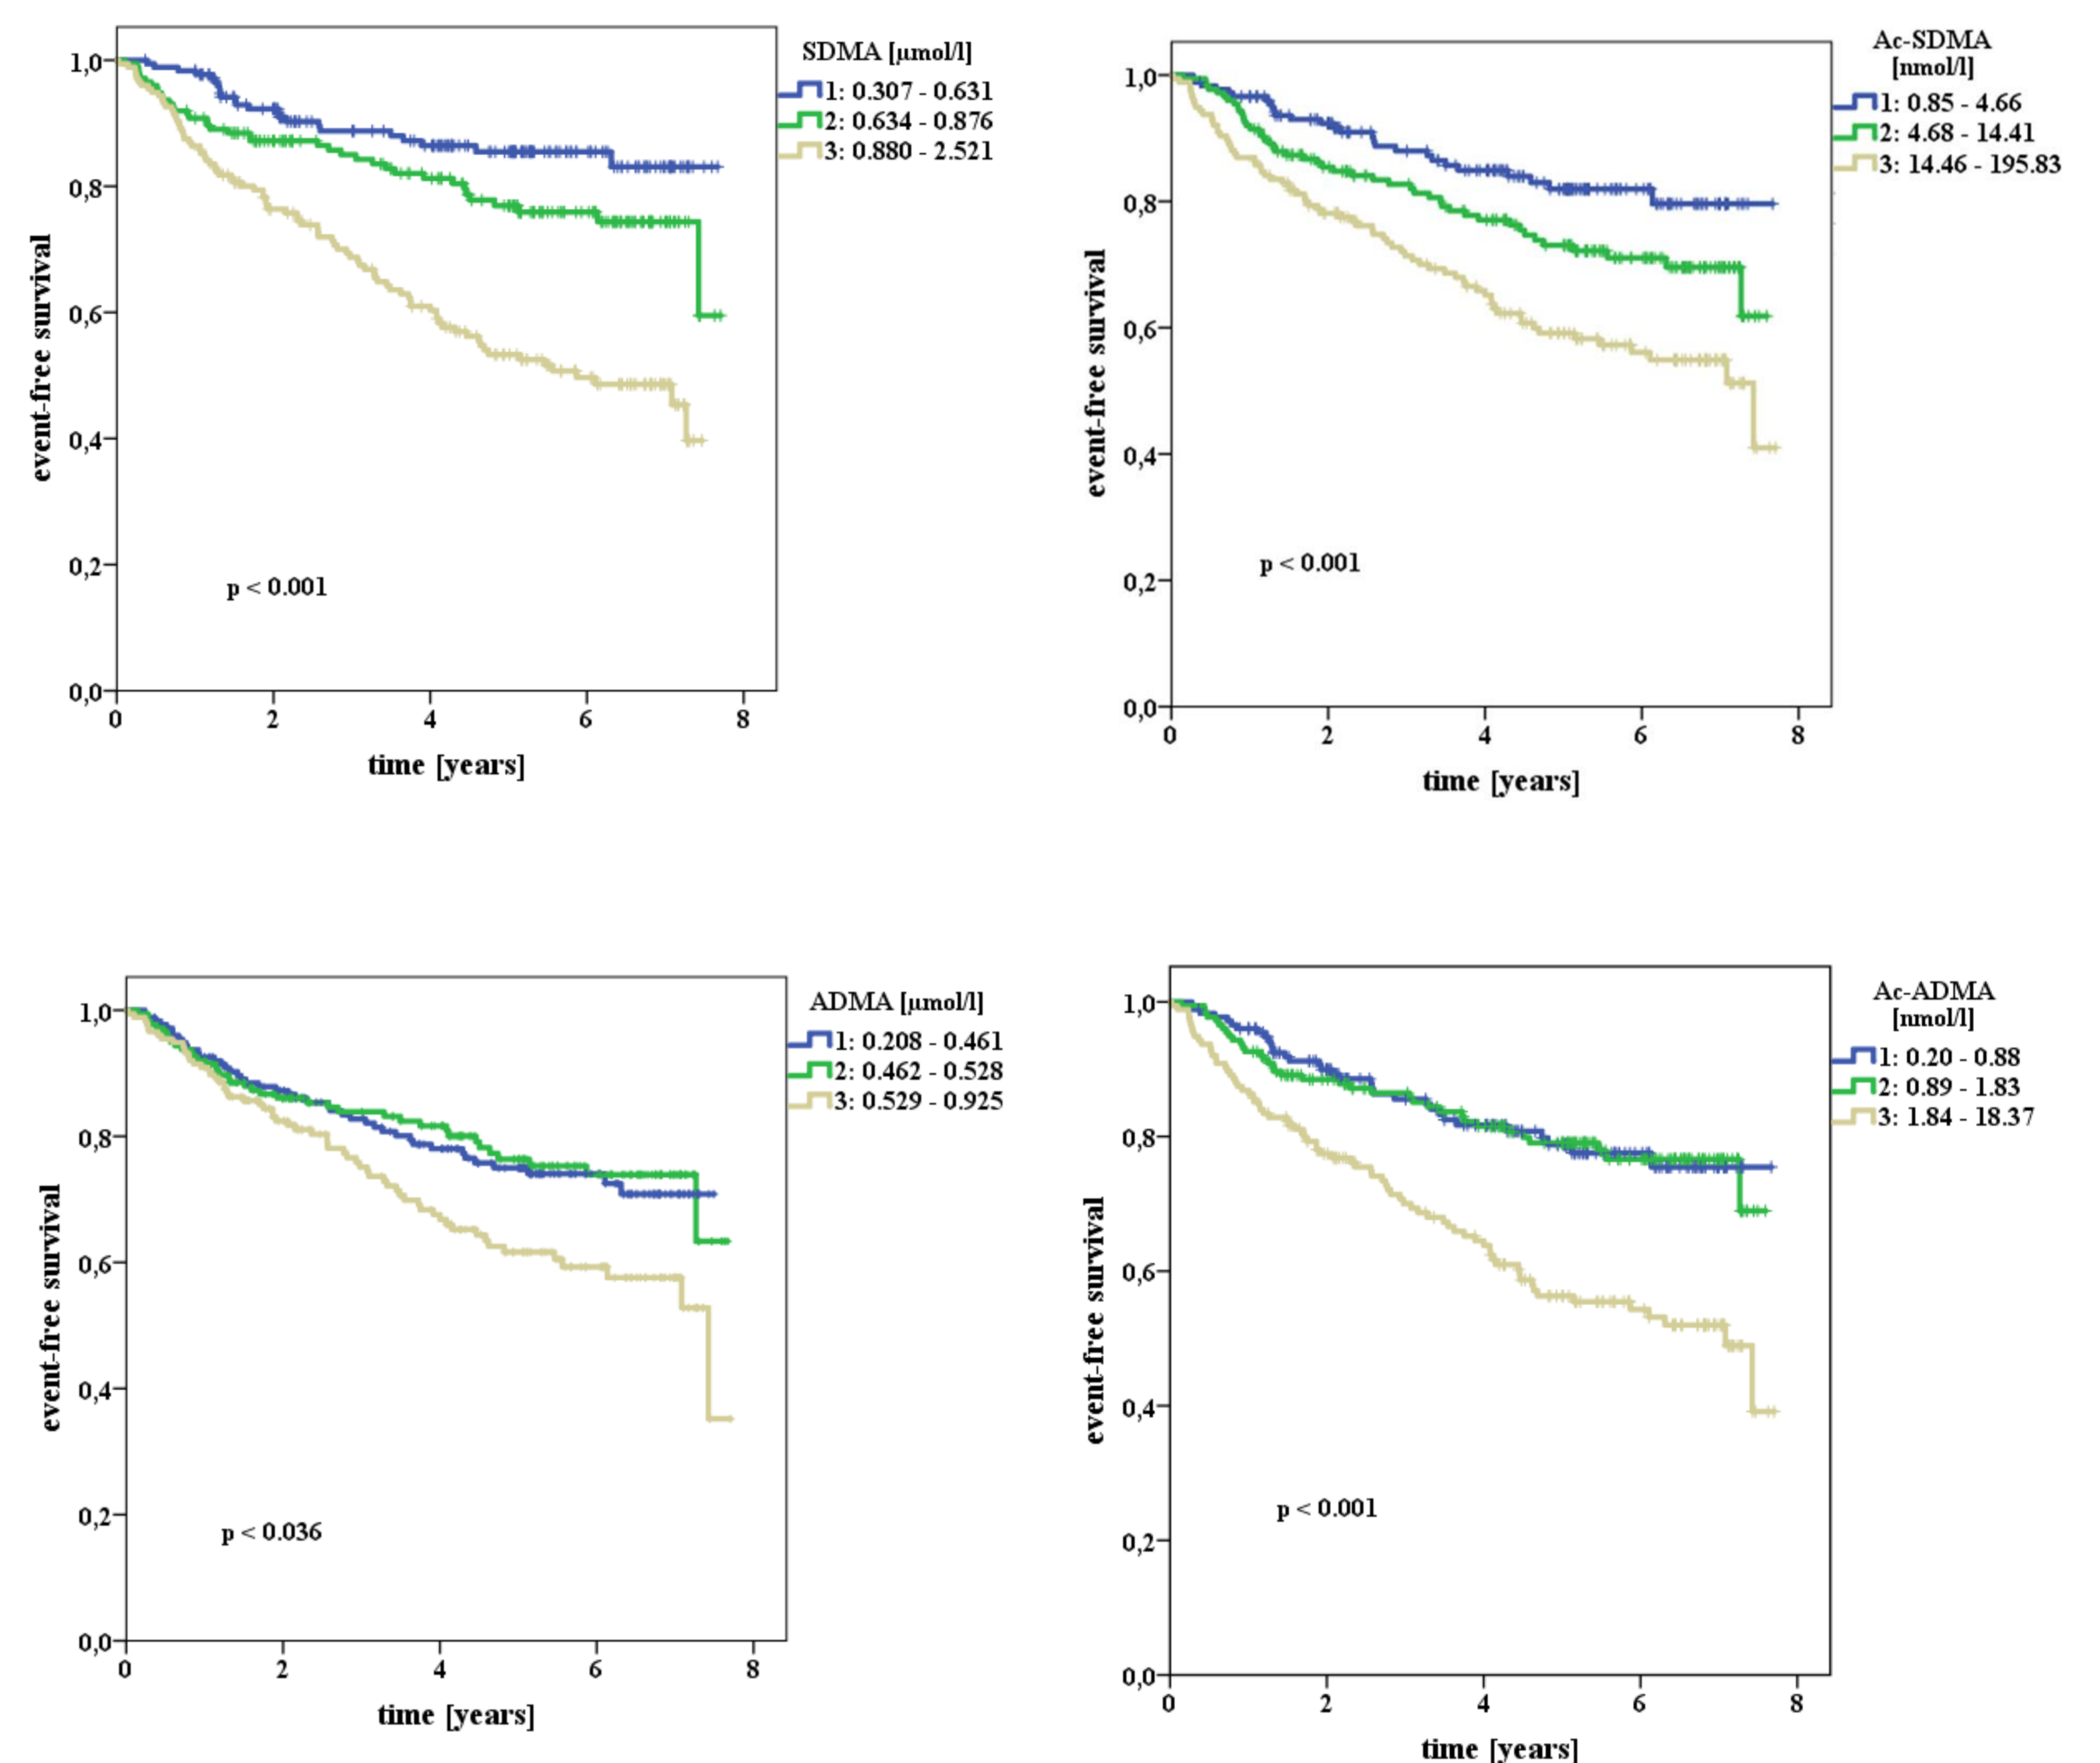 SDMA [µmol/l]
1: 0.307 - 0.631
2: 0.634 - 0.876
3: 0.880 - 2.521
1,0
0,8
0,6
0,4
0,2
0,0
event-free survival
p < 0.001
0 2 4 6 8
time [years]
Ac-SDMA
[nmol/l]
1: 0.85 - 4.66
2: 4.68 - 14.41
3: 14.46 - 195.83
1,0
0,8
0,6
0,4
0,2
0,0
event-free survival
p < 0.001
0 2 4 6 8
time [years]
ADMA [µmol/l]
1: 0.208 - 0.461
2: 0.462 - 0.528
3: 0.529 - 0.925
1,0
0,8
0,6
0,4
0,2
0,0
event-free survival
p < 0.036
0 2 4 6 8
time [years]
Ac-ADMA
[nmol/l]
1: 0.20 - 0.88
2: 0.89 - 1.83
3: 1.84 - 18.37
1,0
0,8
0,6
0,4
0,2
0,0
event-free survival
p < 0.001
0 2 4 6 8
time [years]